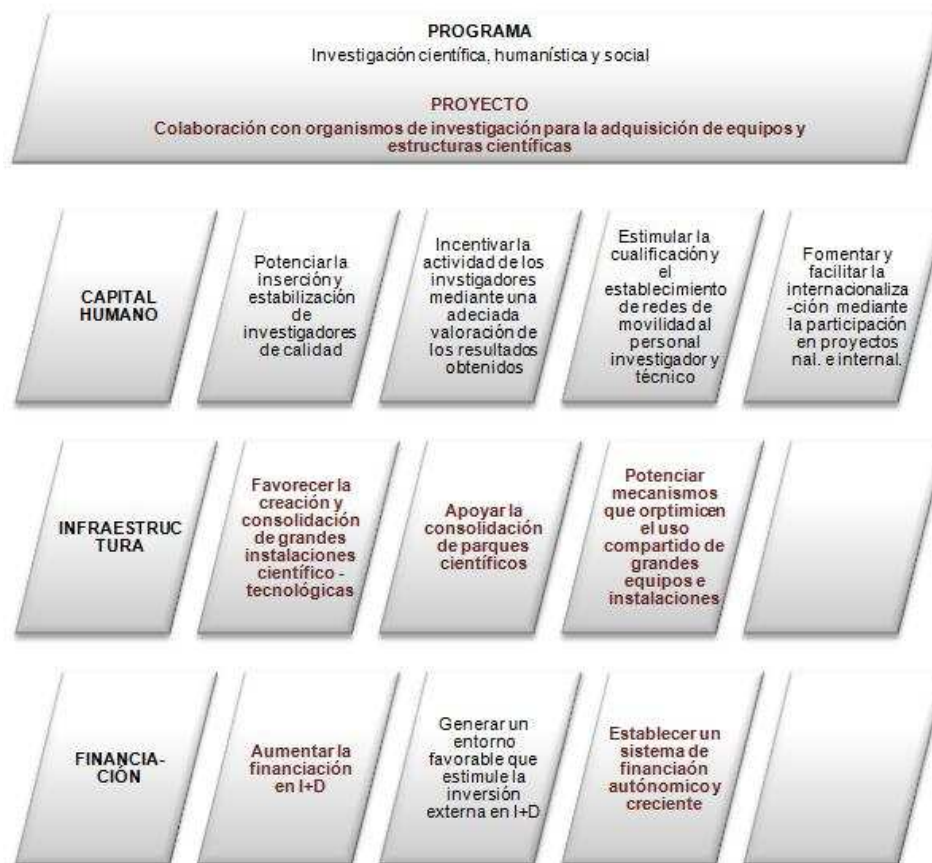 PROGRAMA
Investigación científica, humanística y social
PROYECTO
Colaboración con organismos de investigación para la adquisición de equipos y
estructuras científicas
CAPITAL
HUMANO
Potenciar la
inserción y
estabilización
de
investigadores
de calidad
Incentivar la
actividad de los
invstigadores
mediante una
adeciada
valoración de
los resultados
obtenidos
Estimular la
cualificación y
el
establecimiento
de redes de
movilidad al
personal
investigador y
técnico
Fomentar y
facilitar la
internacionaliza
-ción mediante
la participación
en proyectos
nal. e internal.
INFRAESTRUC
TURA
Favorecer la
creación y
consolidación
de grandes
instalaciones
científico -
tecnológicas
Apoyar la
consolidación
de parques
científicos
Potenciar
mecanismos
que orptimicen
el uso
compartido de
grandes
equipos e
instalaciones
FINANCIA-
CIÓN
Aumentar la
financiación
en I+D
Generar un
entorno
favorable que
estimule la
inversión
externa en I+D
Establecer un
sistema de
financiaón
autónomico y
creciente